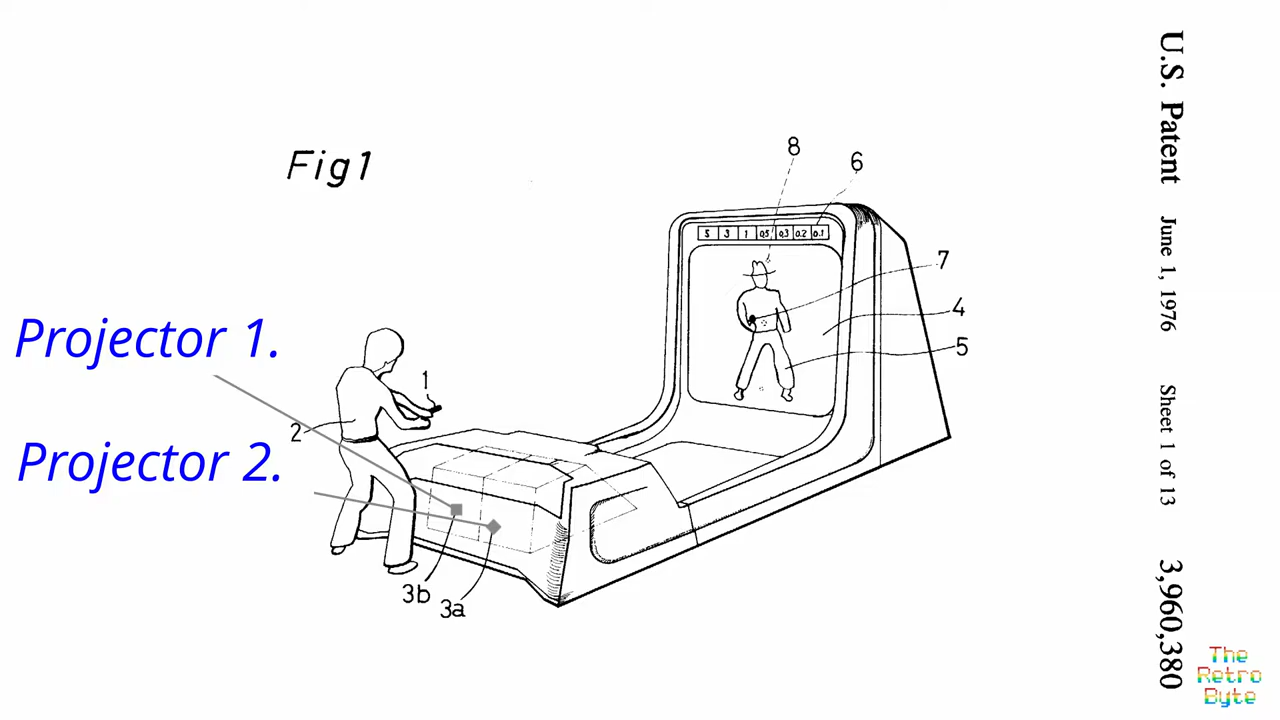 Fig 1
8
6
5 3 1 0.5 0.3 0.2 0.1
7
4
5
Projector 1.
1
2
Projector 2.
3b
3a
U.S. Patent June 1, 1976 Sheet 1 of 13 3,960,380
The
Retro
Byte